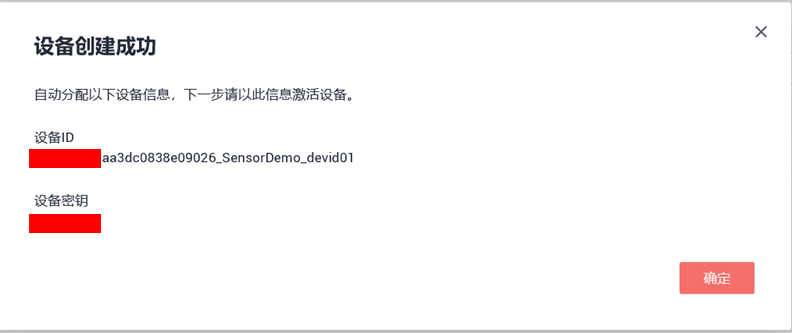 设备创建成功
自动分配以下设备信息，下一步请以此信息激活设备。
设备ID
aa3dc0838e09026_SensorDemo_devid01
设备密钥
确定